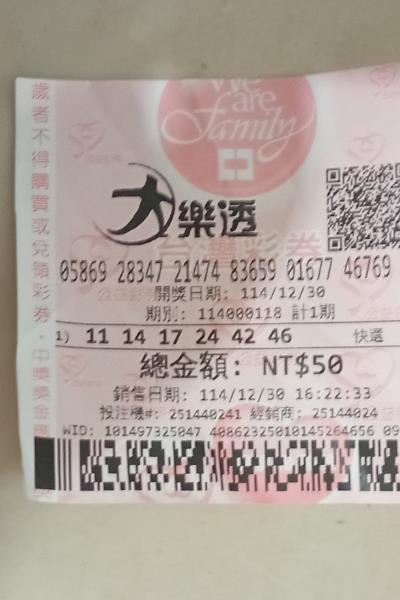 We
are
Family
大樂透
台灣彩券
05869 28347 21474 83659 01677 46769
開獎日期: 114/12/30
期別: 114000118 計1期
1) 11 14 17 24 42 46 快選
總金額: NT$50
銷售日期: 114/12/30 16:22:33
投注機#: 251440241 經銷商: 25144024
WID: 101497325047 40862325010145264656 09
歲者不得購買或兌領彩券。中獎獎金應